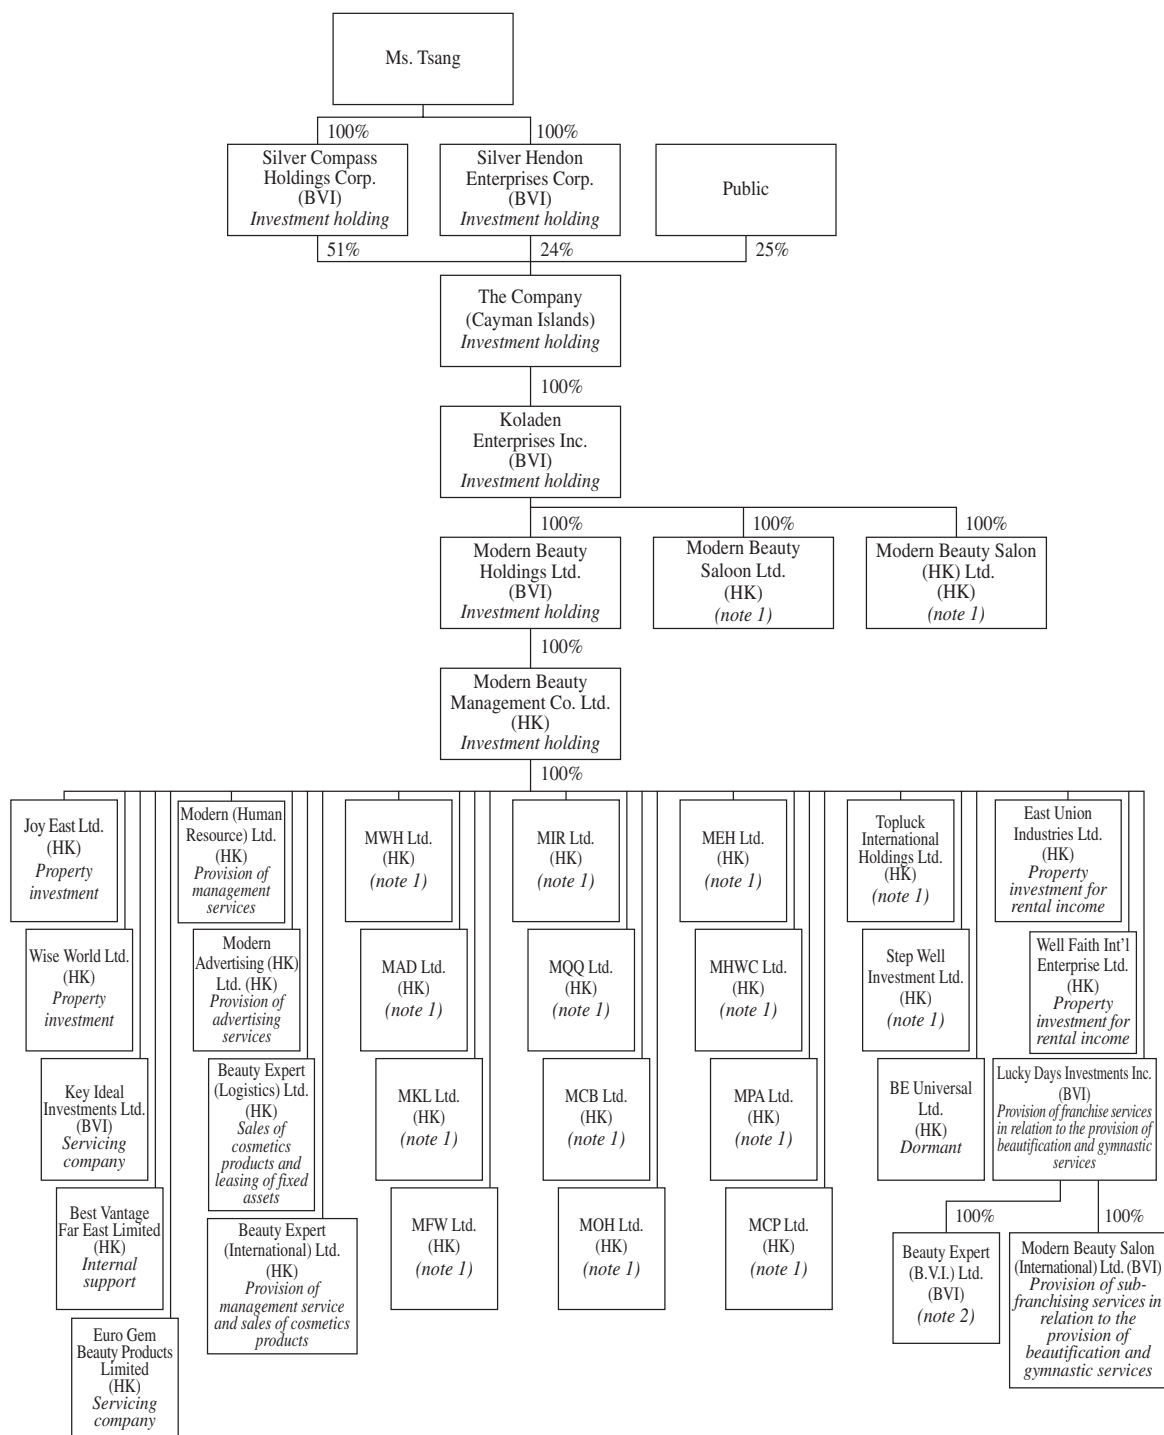 Ms. Tsang
100%
100%
Silver Compass
Holdings Corp.
(BVI)
Investment holding
Silver Hendon
Enterprises Corp.
(BVI)
Investment holding
Public
51%
24%
25%
The Company
(Cayman Islands)
Investment holding
100%
Koladen
Enterprises Inc.
(BVI)
Investment holding
100%
100%
100%
Modern Beauty
Holdings Ltd.
(BVI)
Investment holding
Modern Beauty
Saloon Ltd.
(HK)
(note 1)
Modern Beauty Salon
(HK) Ltd.
(HK)
(note 1)
100%
Modern Beauty
Management Co. Ltd.
(HK)
Investment holding
100%
Joy East Ltd.
(HK)
Property
investment
Modern (Human
Resource) Ltd.
(HK)
Provision of
management
services
MWH Ltd.
(HK)
(note 1)
MIR Ltd.
(HK)
(note 1)
MEH Ltd.
(HK)
(note 1)
Topluck
International
Holdings Ltd.
(HK)
(note 1)
East Union
Industries Ltd.
(HK)
Property
investment for
rental income
Wise World Ltd.
(HK)
Property
investment
Modern
Advertising (HK)
Ltd. (HK)
Provision of
advertising
services
MAD Ltd.
(HK)
(note 1)
MQQ Ltd.
(HK)
(note 1)
MHWC Ltd.
(HK)
(note 1)
Step Well
Investment Ltd.
(HK)
(note 1)
Well Faith Int'l
Enterprise Ltd.
(HK)
Property
investment for
rental income
Key Ideal
Investments Ltd.
(BVI)
Servicing
company
Beauty Expert
(Logistics) Ltd.
(HK)
Sales of
cosmetics
products and
leasing of fixed
assets
MKL Ltd.
(HK)
(note 1)
MCB Ltd.
(HK)
(note 1)
MPA Ltd.
(HK)
(note 1)
BE Universal
Ltd.
(HK)
Dormant
Lucky Days Investments Inc.
(BVI)
Provision of franchise services
in relation to the provision of
beautification and gymnastic
services
Best Vantage
Far East Limited
(HK)
Internal
support
Beauty Expert
(International) Ltd.
(HK)
Provision of
management service
and sales of cosmetics
products
MFW Ltd.
(HK)
(note 1)
MOH Ltd.
(HK)
(note 1)
MCP Ltd.
(HK)
(note 1)
100%
100%
Beauty Expert
(B.V.I.) Ltd.
(BVI)
(note 2)
Modern Beauty Salon
(International) Ltd. (BVI)
Provision of sub-
franchising services in
relation to the
provision of
beautification and
gymnastic services
Euro Gem
Beauty Products
Limited
(HK)
Servicing
company